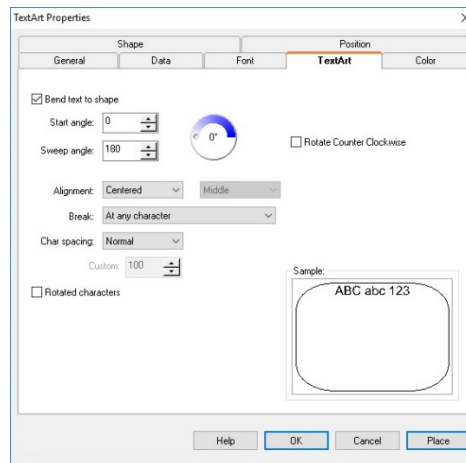 TextArt Properties
Shape Position
General Data Font TextArt Color
Bend text to shape
Start angle: 0
0°
Rotate Counter Clockwise
Sweep angle: 180
Alignment: Centered Middle
Break: At any character
Char spacing: Normal
Custom: 100
Rotated characters
Sample:
ABC abc 123
Help OK Cancel Place